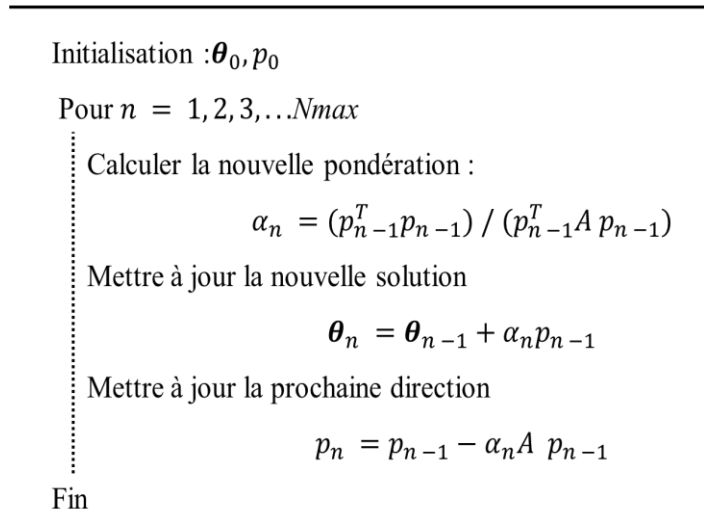 Initialisation :θ₀, p₀
Pour n = 1, 2, 3, …Nmax
Calculer la nouvelle pondération :
αₙ = (pᵀₙ₋₁pₙ₋₁) / (pᵀₙ₋₁A pₙ₋₁)
Mettre à jour la nouvelle solution
θₙ = θₙ₋₁ + αₙpₙ₋₁
Mettre à jour la prochaine direction
pₙ = pₙ₋₁ − αₙA pₙ₋₁
Fin